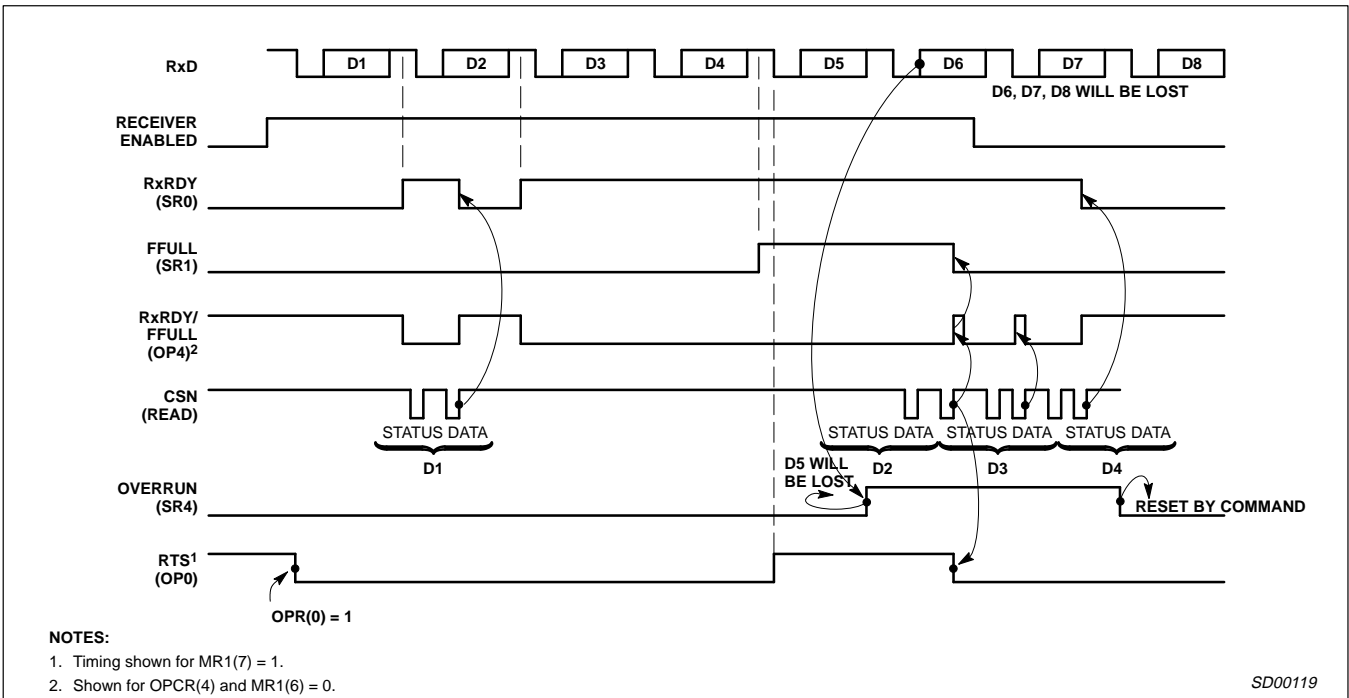 RxD
D1 D2 D3 D4 D5 D6 D7 D8
D6, D7, D8 WILL BE LOST
RECEIVER
ENABLED
RxRDY
(SR0)
FFULL
(SR1)
RxRDY/
FFULL
(OP4)2
CSN
(READ)
STATUS DATA STATUS DATA STATUS DATA STATUS DATA
D1 D2 D3 D4
D5 WILL
BE LOST
OVERRUN
(SR4)
RESET BY COMMAND
RTS1
(OP0)
OPR(0) = 1
NOTES:
1. Timing shown for MR1(7) = 1.
2. Shown for OPCR(4) and MR1(6) = 0.
SD00119